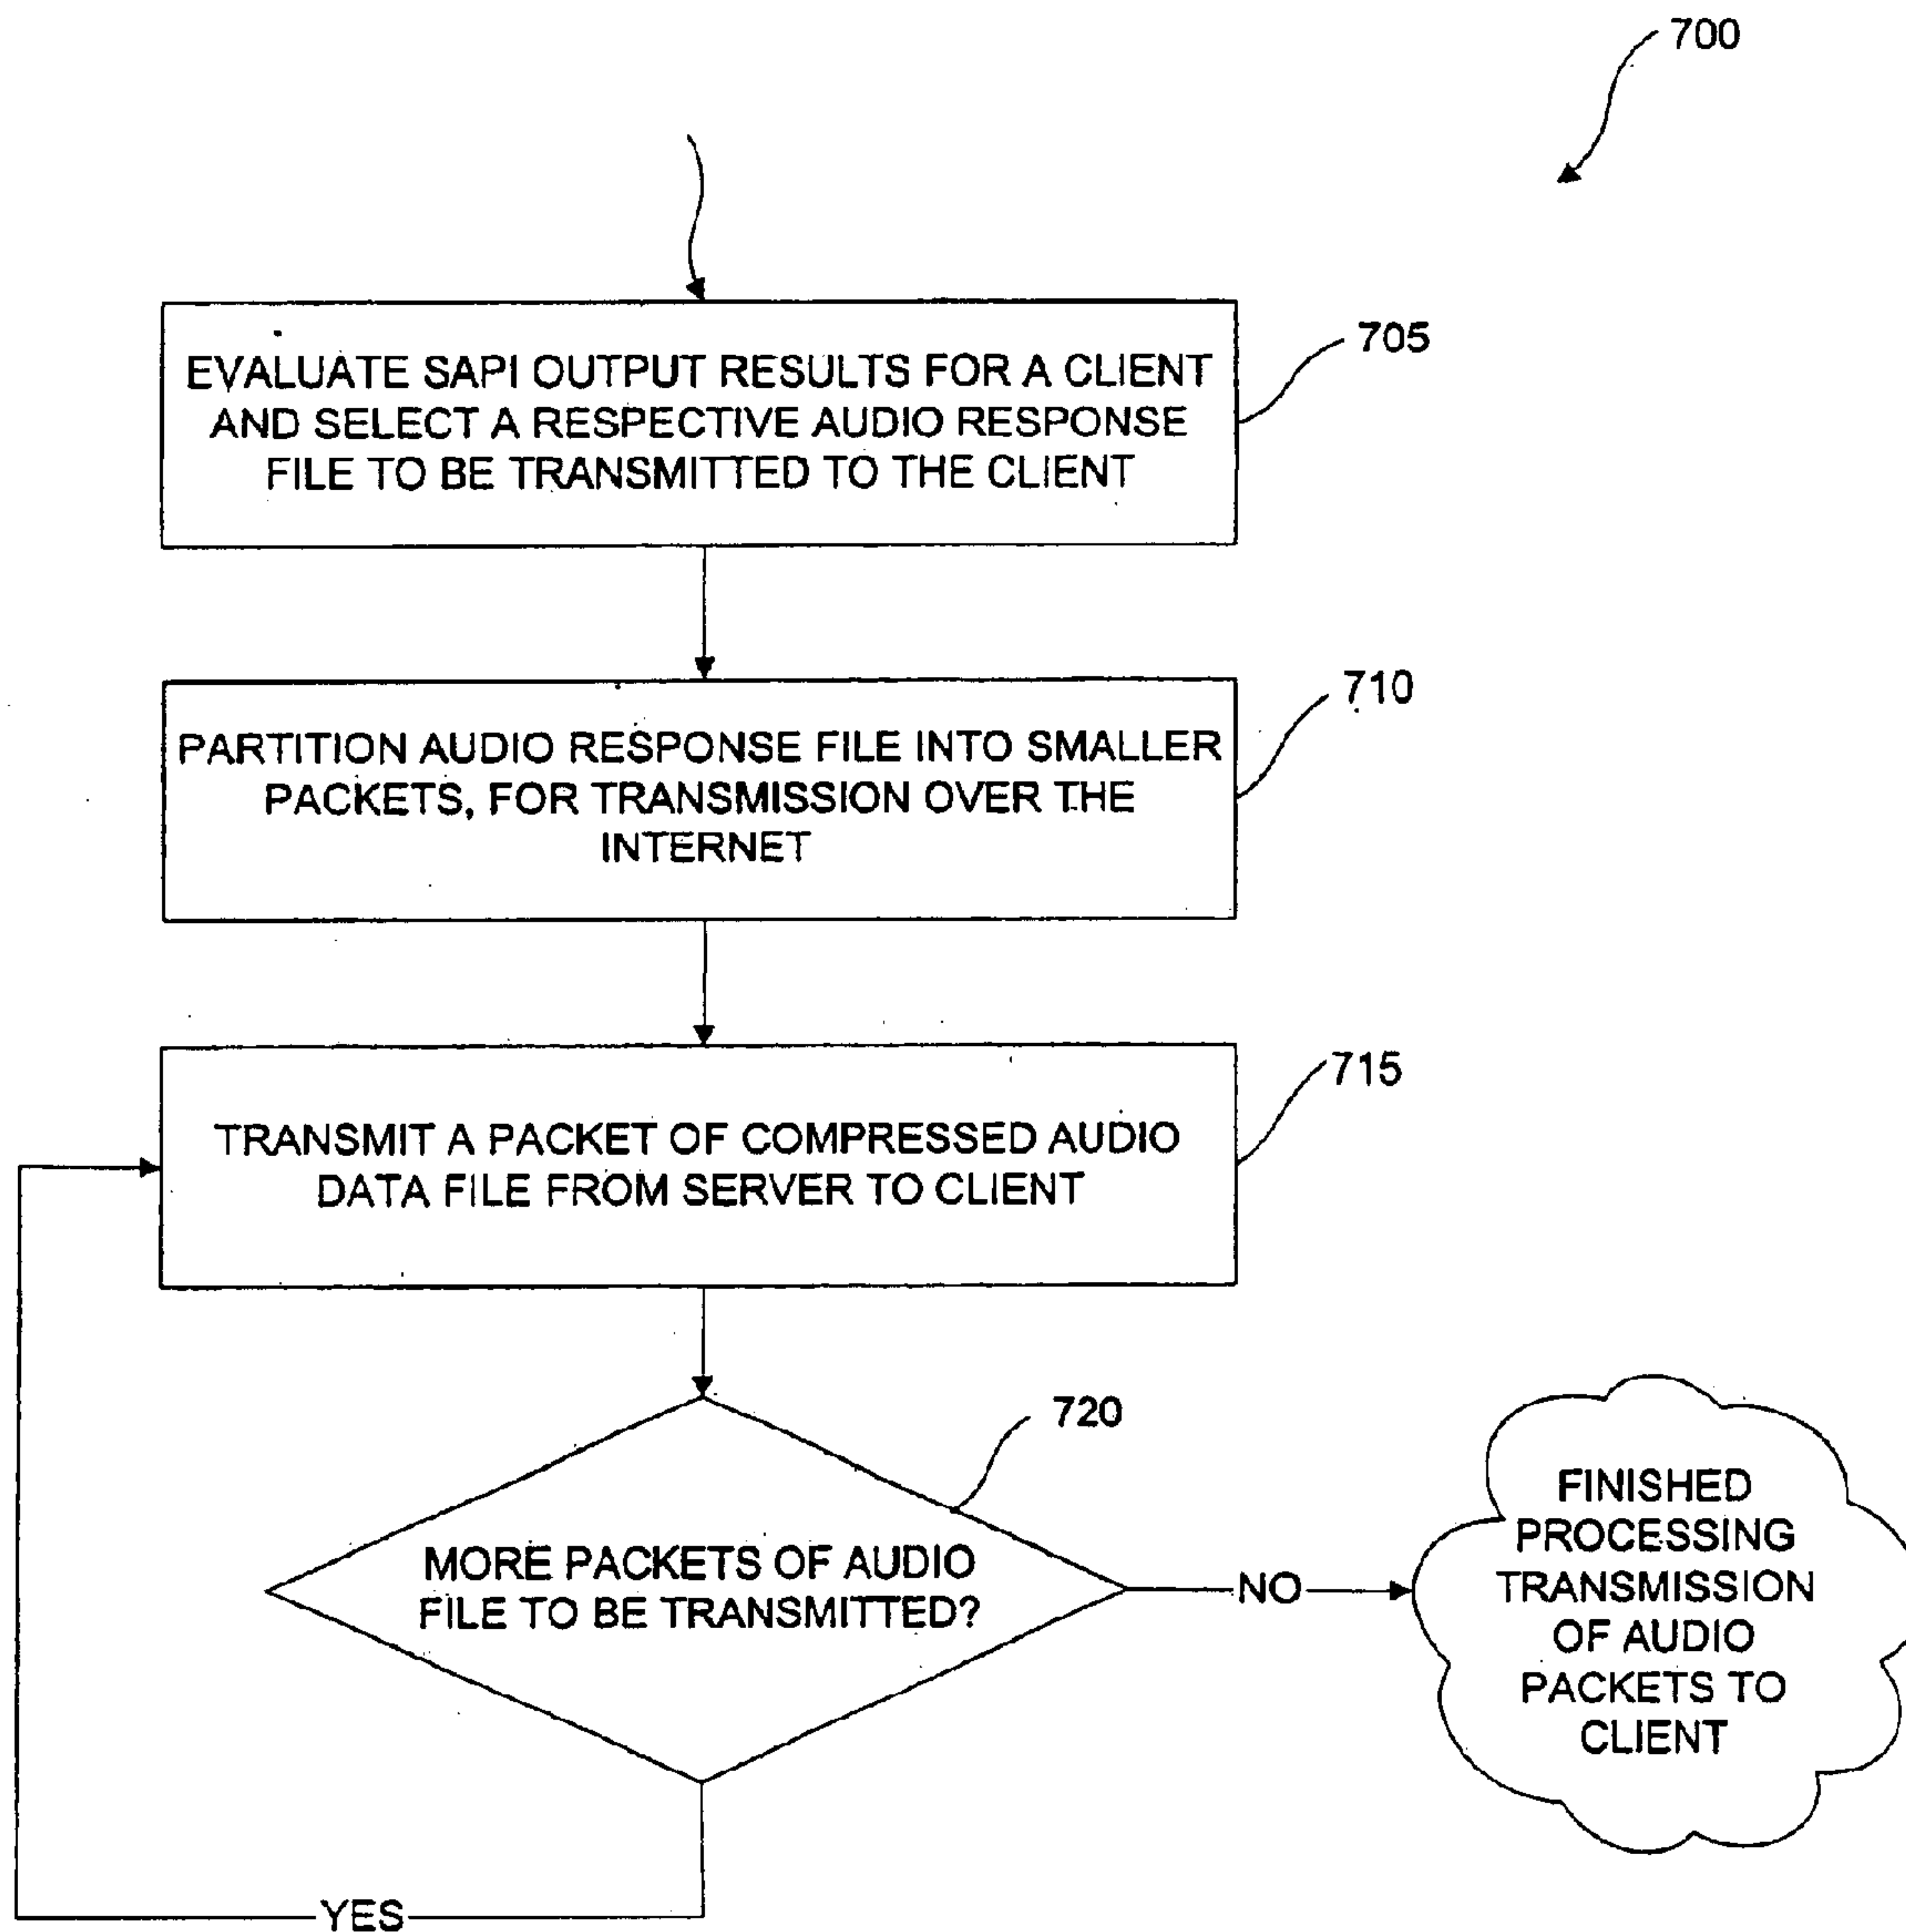 700
EVALUATE SAPI OUTPUT RESULTS FOR A CLIENT
AND SELECT A RESPECTIVE AUDIO RESPONSE
FILE TO BE TRANSMITTED TO THE CLIENT
705
PARTITION AUDIO RESPONSE FILE INTO SMALLER
PACKETS, FOR TRANSMISSION OVER THE
INTERNET
710
TRANSMIT A PACKET OF COMPRESSED AUDIO
DATA FILE FROM SERVER TO CLIENT
715
MORE PACKETS OF AUDIO
FILE TO BE TRANSMITTED?
720
NO
FINISHED
PROCESSING
TRANSMISSION
OF AUDIO
PACKETS TO
CLIENT
YES